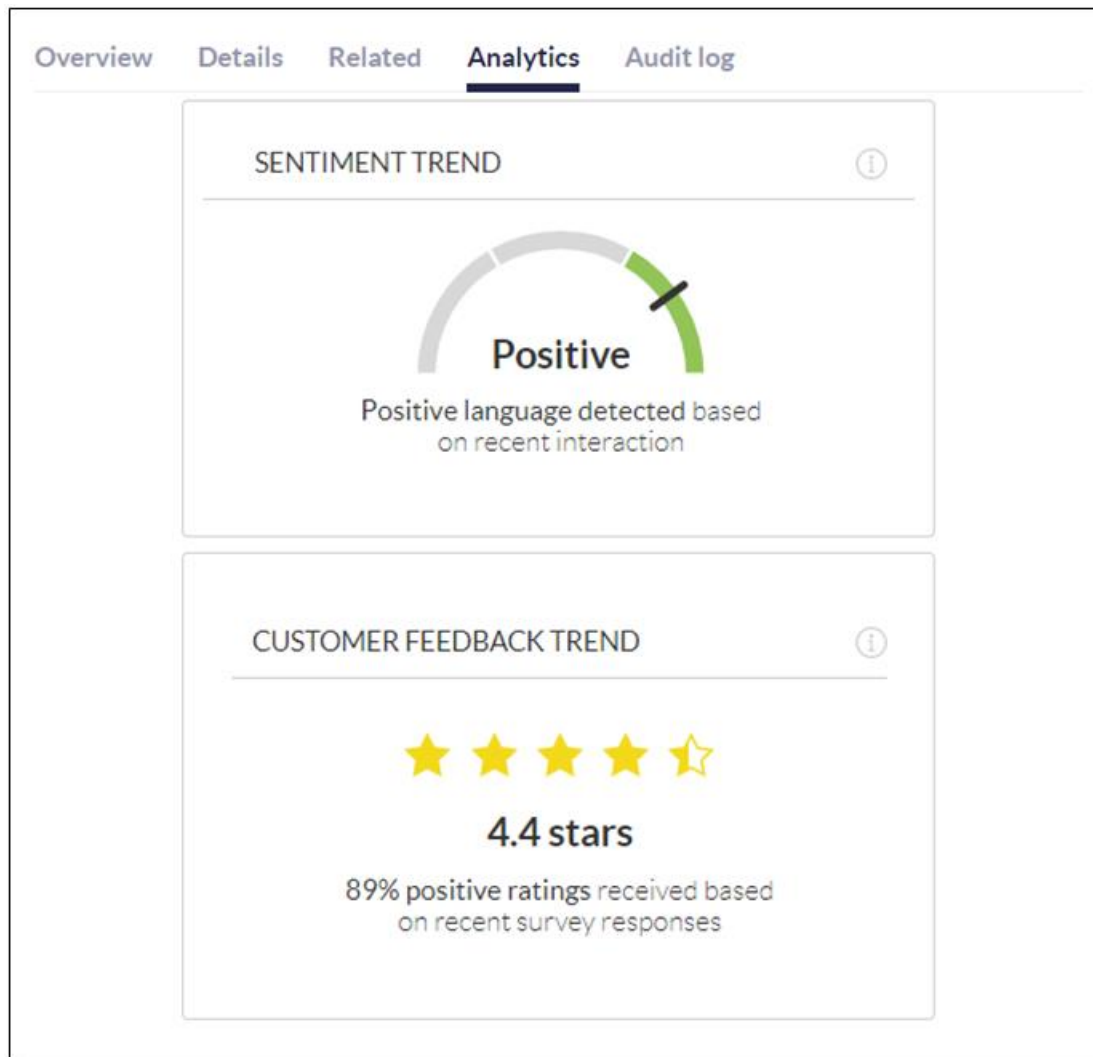 Overview Details Related Analytics Audit log
SENTIMENT TREND
Positive
Positive language detected based
on recent interaction
CUSTOMER FEEDBACK TREND
4.4 stars
89% positive ratings received based
on recent survey responses